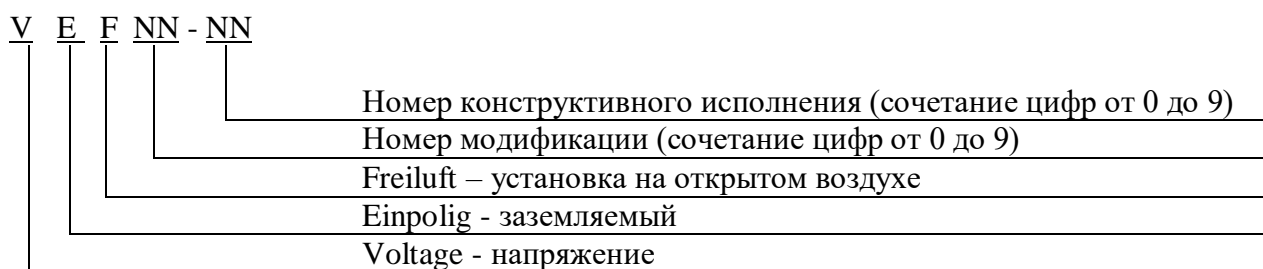 V E F NN - NN
Номер конструктивного исполнения (сочетание цифр от 0 до 9)
Номер модификации (сочетание цифр от 0 до 9)
Freiluft – установка на открытом воздухе
Einpolig - заземляемый
Voltage - напряжение